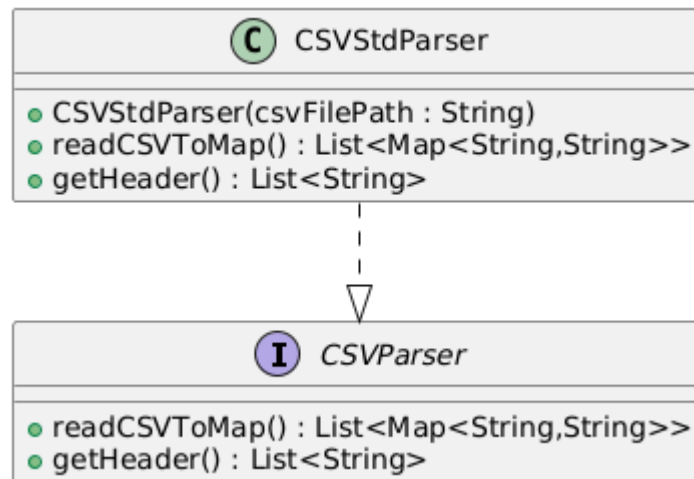 C CSVStdParser
CSVStdParser(csvFilePath : String)
readCSVToMap() : List<Map<String,String>>
getHeader() : List<String>
I CSVParser
readCSVToMap() : List<Map<String,String>>
getHeader() : List<String>